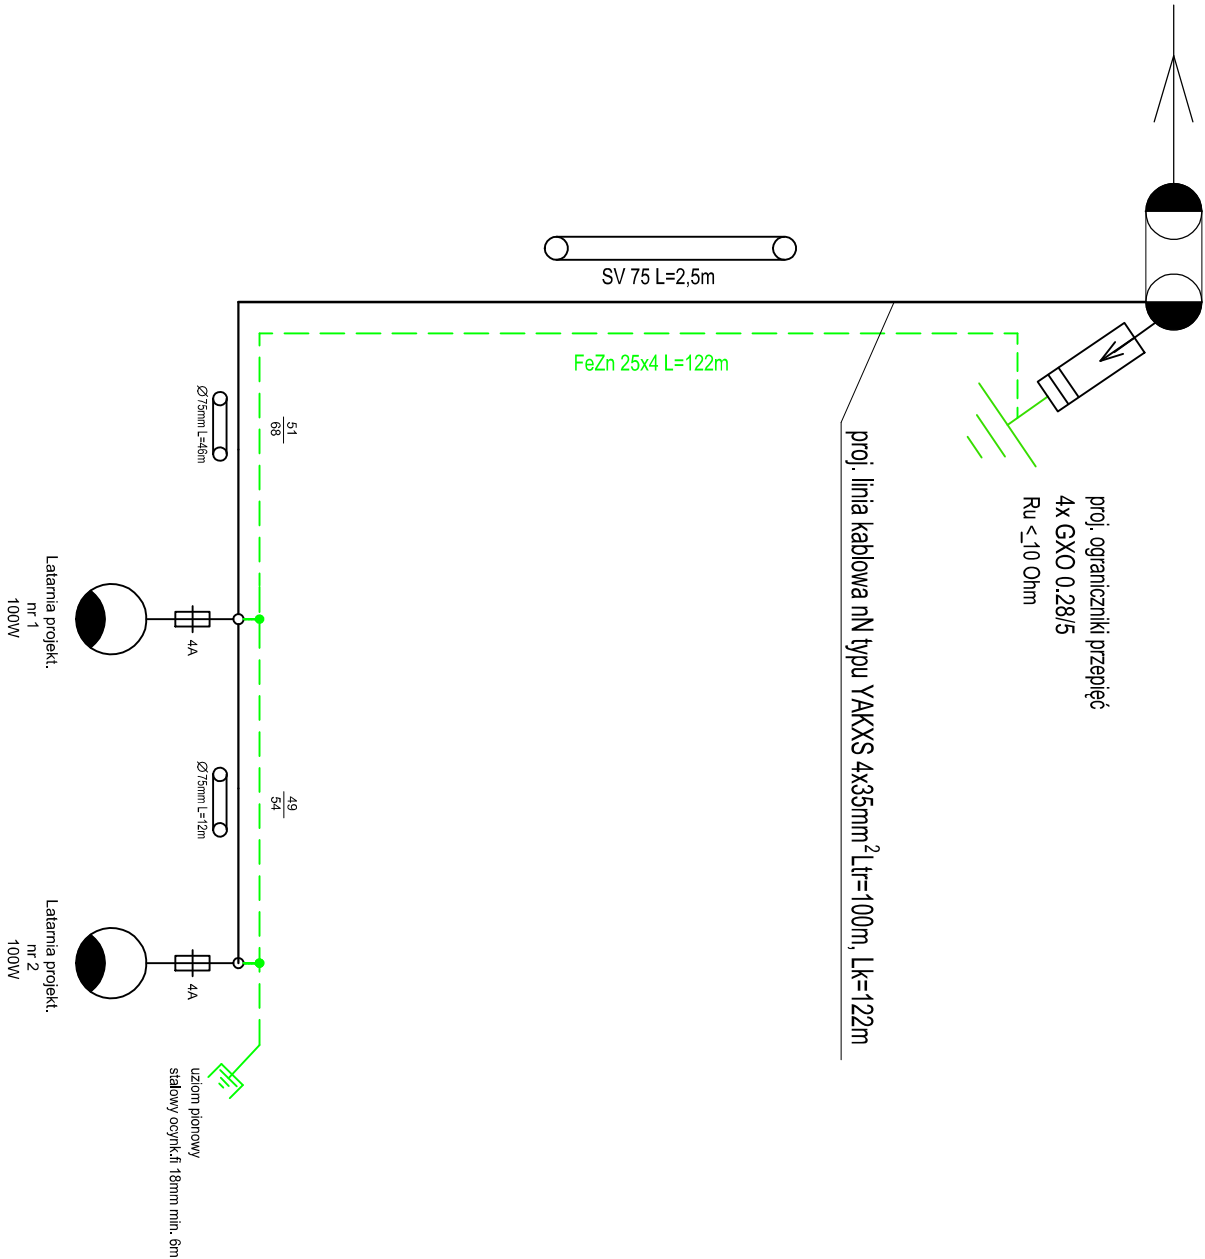 SV 75 L=2,5m
FeZn 25x4 L=122m
proj. ograniczniki przepięć
4x GXO 0.28/5
Ru <_10 Ohm
proj. linia kablowa nN typu YAKXS 4x35mm²Ltr=100m, Lk=122m
51
68
Ø75mm L=46m
4A
Latarnia projekt.
nr 1
100W
49
54
Ø75mm L=12m
4A
Latarnia projekt.
nr 2
100W
uziom pionowy
stalowy ocynk.fi 18mm min. 6m